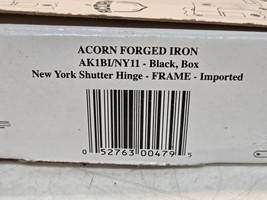 ACORN FORGED IRON
AK1BI/NY11 - Black, Box
New York Shutter Hinge - FRAME - Imported
0 52763 00479 5